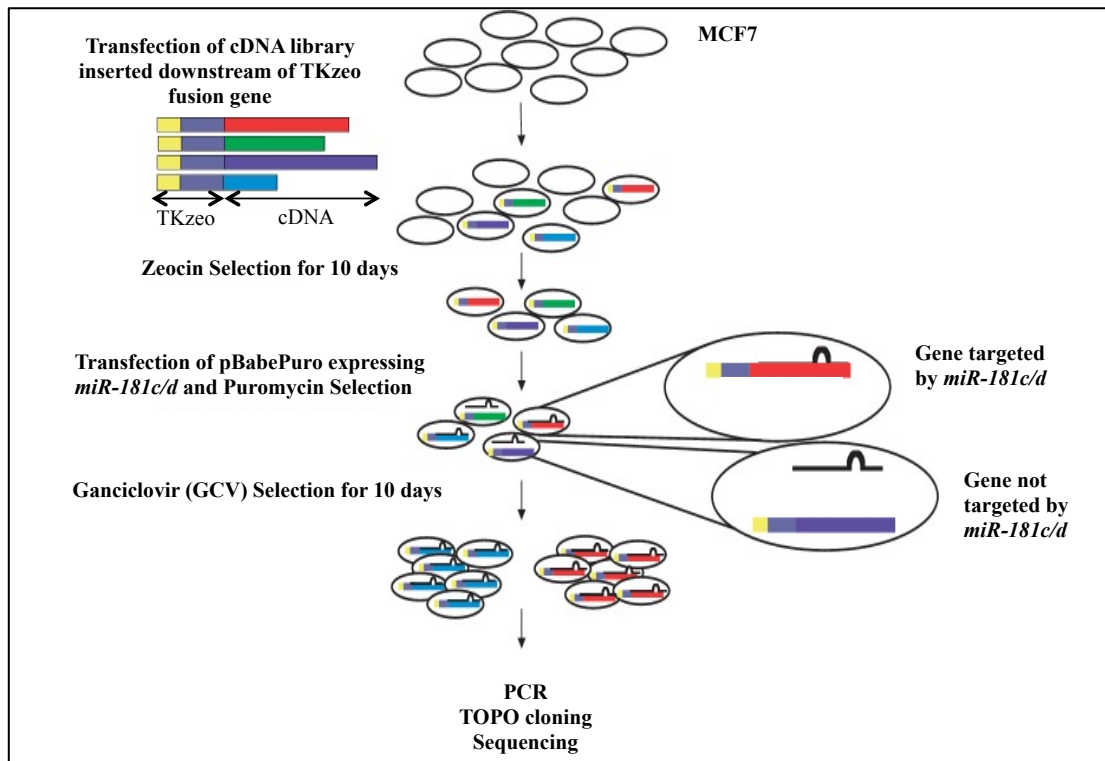 MCF7
Transfection of cDNA library
inserted downstream of TKzeo
fusion gene
TKzeo
cDNA
Zeocin Selection for 10 days
Transfection of pBabePuro expressing
miR-181c/d and Puromycin Selection
Gene targeted
by miR-181c/d
Ganciclovir (GCV) Selection for 10 days
Gene not
targeted by
miR-181c/d
PCR
TOPO cloning
Sequencing